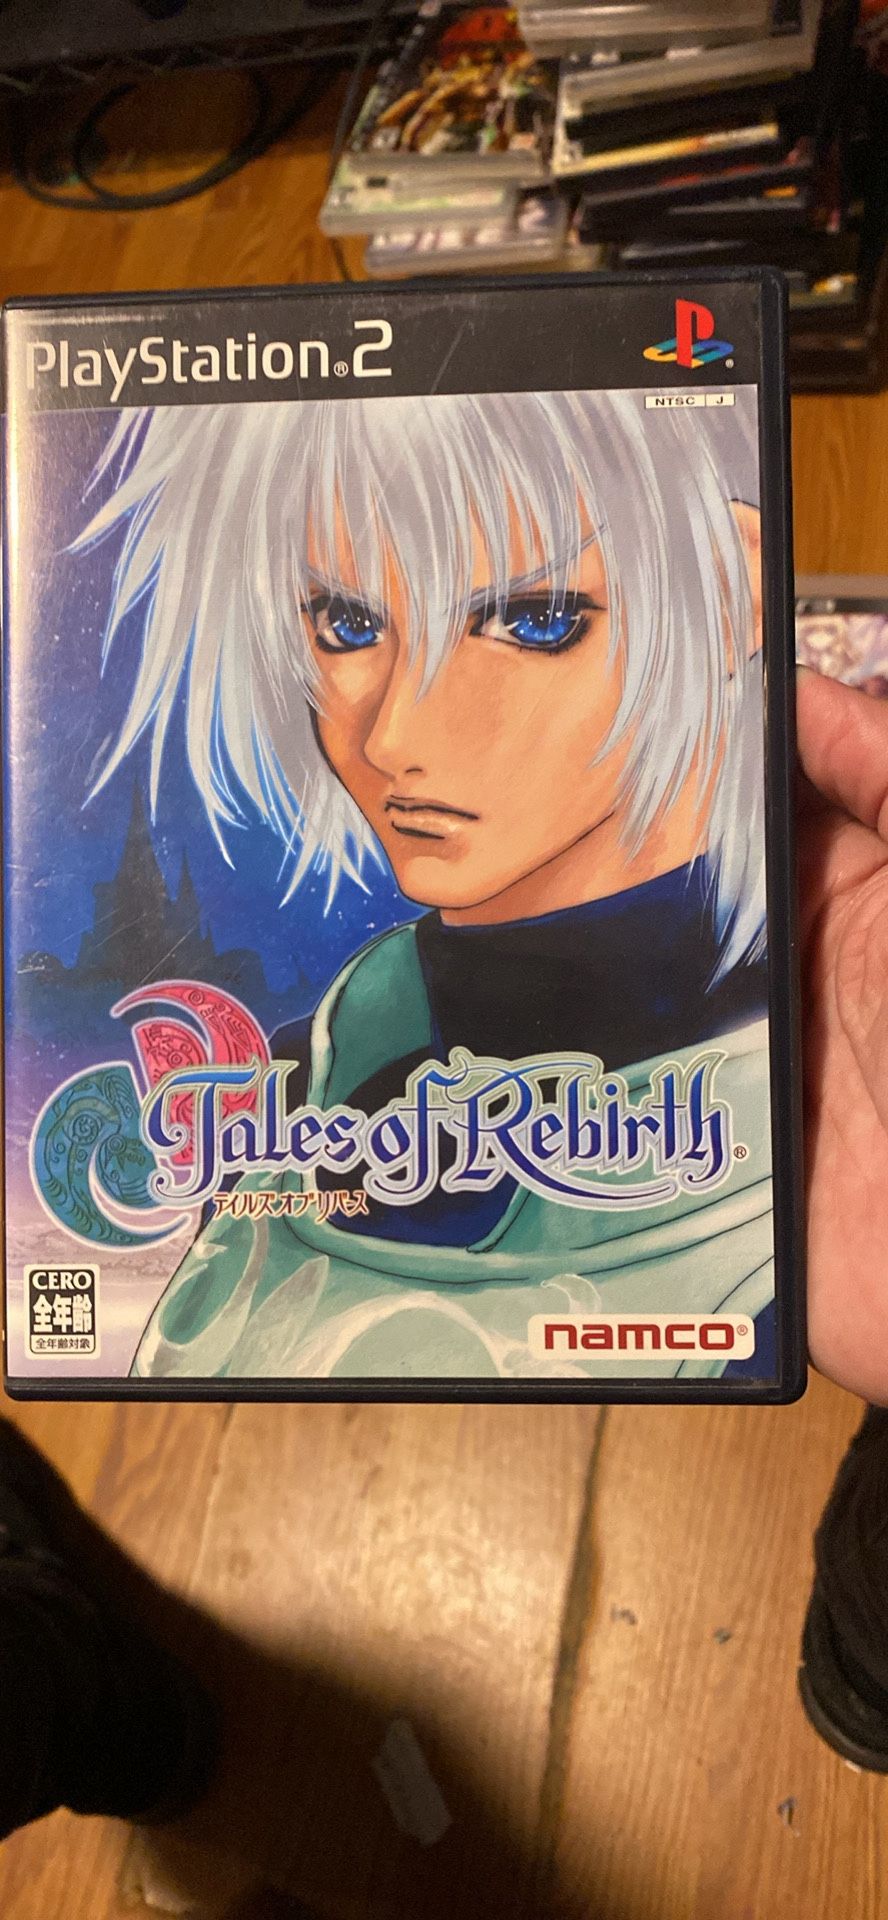 PlayStation®2
NTSC J
Tales of Rebirth®
テイルズ オブ リバース
CERO
全年齢
全年齢対象
namco®